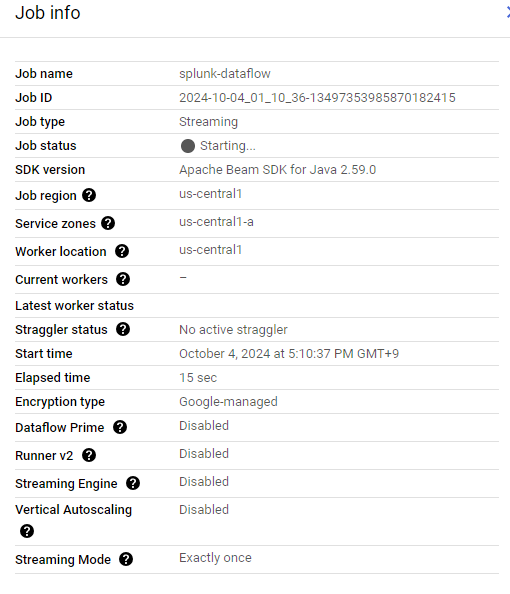 Job info
Job name splunk-dataflow
Job ID 2024-10-04_01_10_36-13497353985870182415
Job type Streaming
Job status Starting...
SDK version Apache Beam SDK for Java 2.59.0
Job region ? us-central1
Service zones ? us-central1-a
Worker location ? us-central1
Current workers ? –
Latest worker status
Straggler status ? No active straggler
Start time October 4, 2024 at 5:10:37 PM GMT+9
Elapsed time 15 sec
Encryption type Google-managed
Dataflow Prime ? Disabled
Runner v2 ? Disabled
Streaming Engine ? Disabled
Vertical Autoscaling Disabled
?
Streaming Mode ? Exactly once